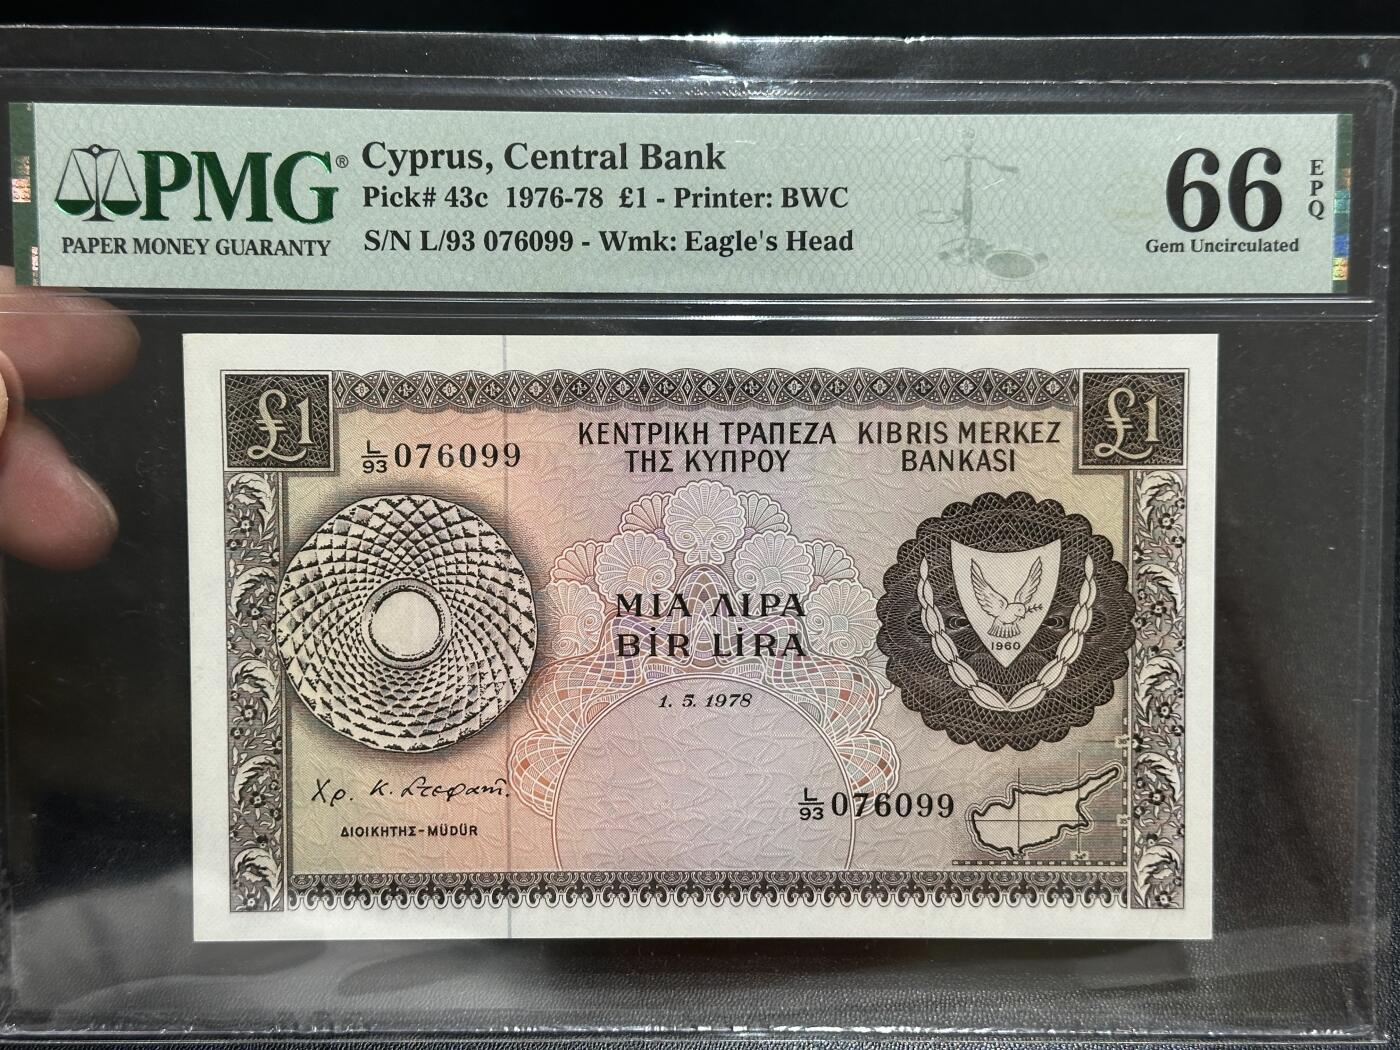 PMG®
PAPER MONEY GUARANTY
Cyprus, Central Bank
Pick# 43c 1976-78 £1 - Printer: BWC
S/N L/93 076099 - Wmk: Eagle's Head
66
EPQ
Gem Uncirculated
£1
£1
L/93 076099
ΚΕΝΤΡΙΚΗ ΤΡΑΠΕΖΑ ΤΗΣ ΚΥΠΡΟΥ
KIBRIS MERKEZ BANKASI
ΜΙΑ ΛΙΡΑ
BİR LİRA
1960
1. 5. 1978
Χρ. Κ. Στεφανί
ΔΙΟΙΚΗΤΗΣ-MÜDÜR
L/93 076099